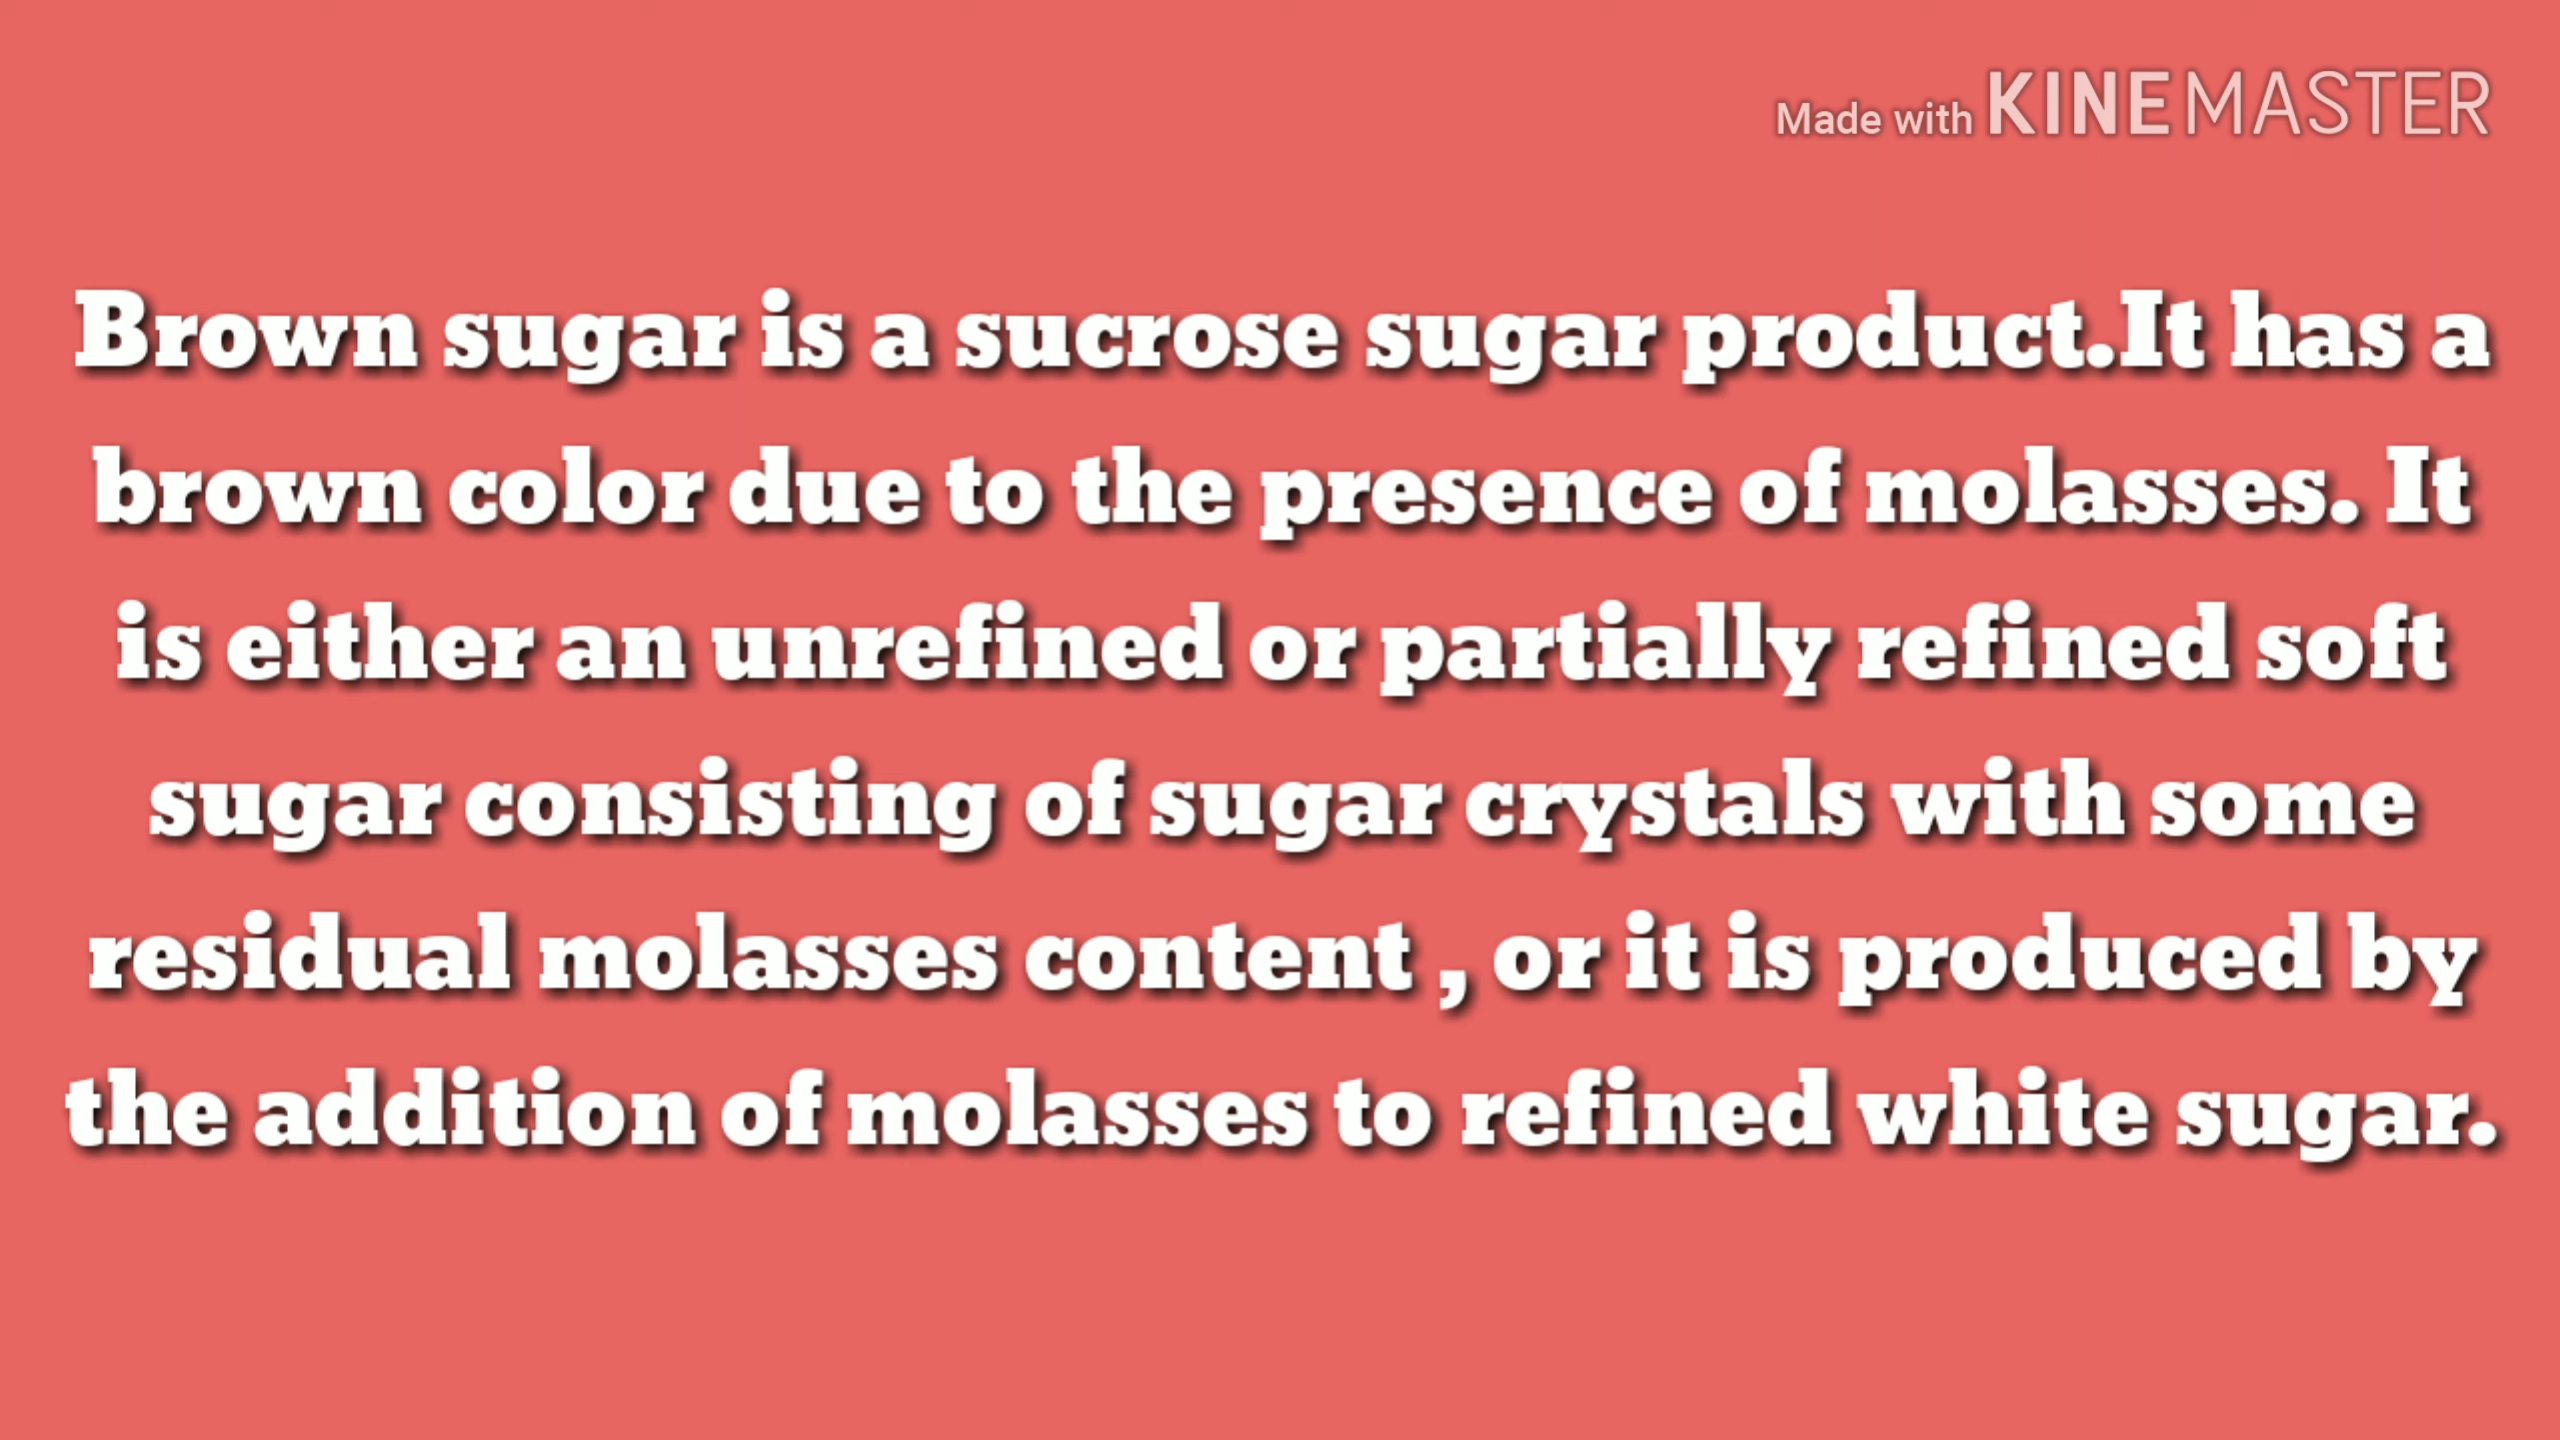 Made with KINEMASTER
Brown sugar is a sucrose sugar product.It has a
brown color due to the presence of molasses. It
is either an unrefined or partially refined soft
sugar consisting of sugar crystals with some
residual molasses content , or it is produced by
the addition of molasses to refined white sugar.